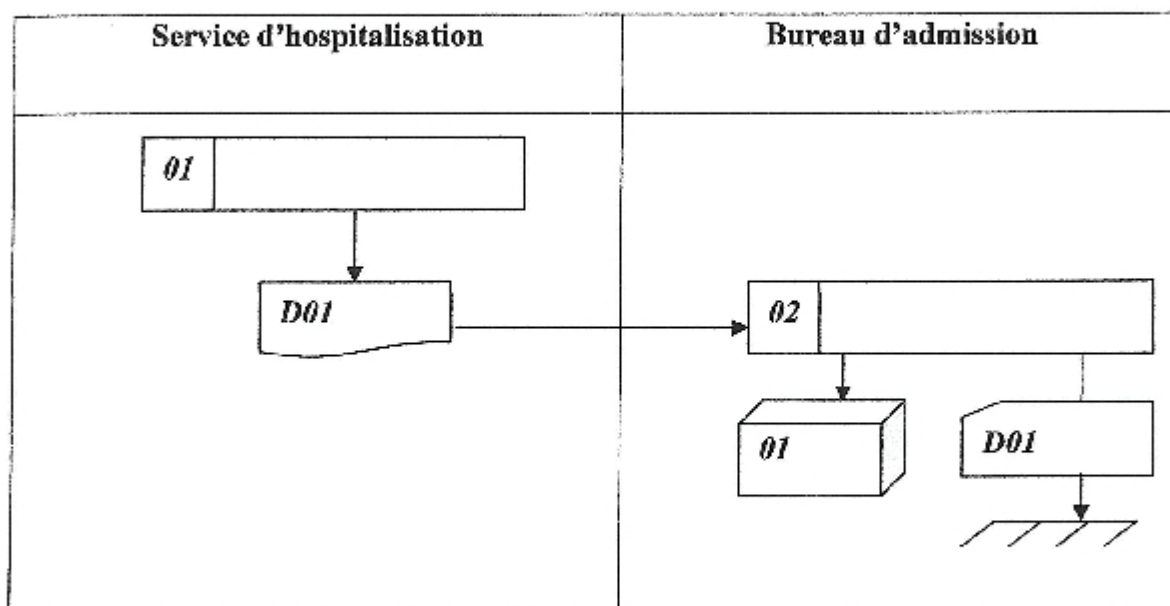 Service d'hospitalisation
Bureau d'admission
01
D01
02
01
D01